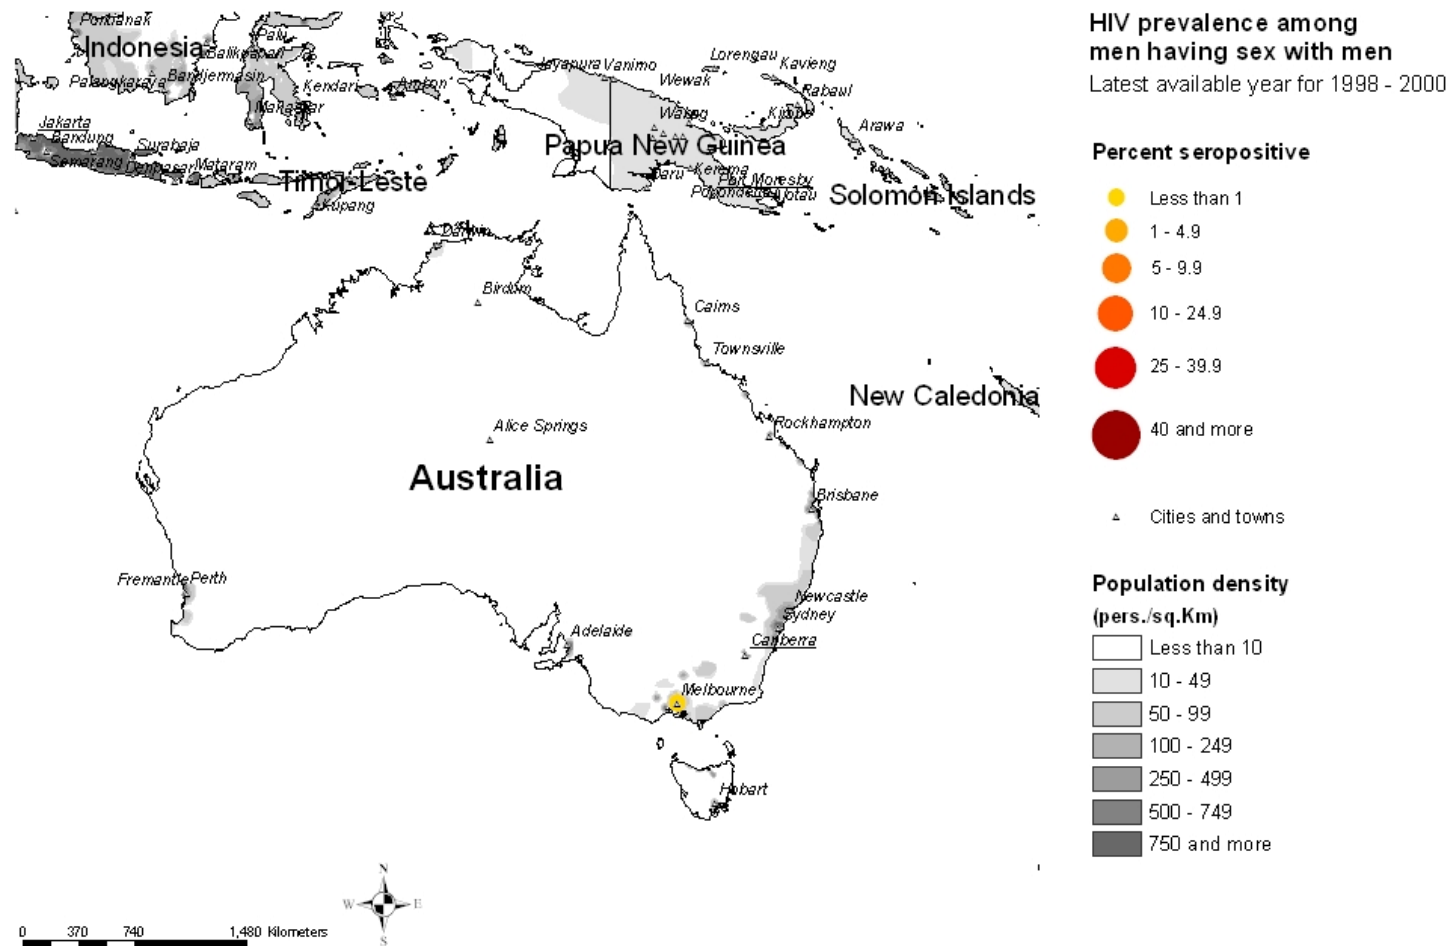 HIV prevalence among
men having sex with men
Latest available year for 1998 - 2000
Percent seropositive
Less than 1
1 - 4.9
5 - 9.9
10 - 24.9
25 - 39.9
40 and more
Cities and towns
Population density
(pers./sq.Km)
Less than 10
10 - 49
50 - 99
100 - 249
250 - 499
500 - 749
750 and more
Pontianak
Indonesia
Palu
Balikpapan
Palangkaraya
Bandjermasin
Kendari
Ambon
Makassar
Jayapura
Vanimo
Wewak
Lorengau
Kavieng
Rabaul
Kimbe
Arawa
Jakarta
Bandung
Semarang
Surabaja
Denpasar
Mataram
Timor-Leste
Kupang
Papua New Guinea
Daru
Kerema
Port Moresby
Popondetta
Solomon Islands
Darwin
Birdum
Cairns
Townsville
New Caledonia
Alice Springs
Rockhampton
Australia
Brisbane
Fremantle
Perth
Newcastle
Sydney
Adelaide
Canberra
Melbourne
Hobart
N
W
E
S
0 370 740 1,480 Kilometers